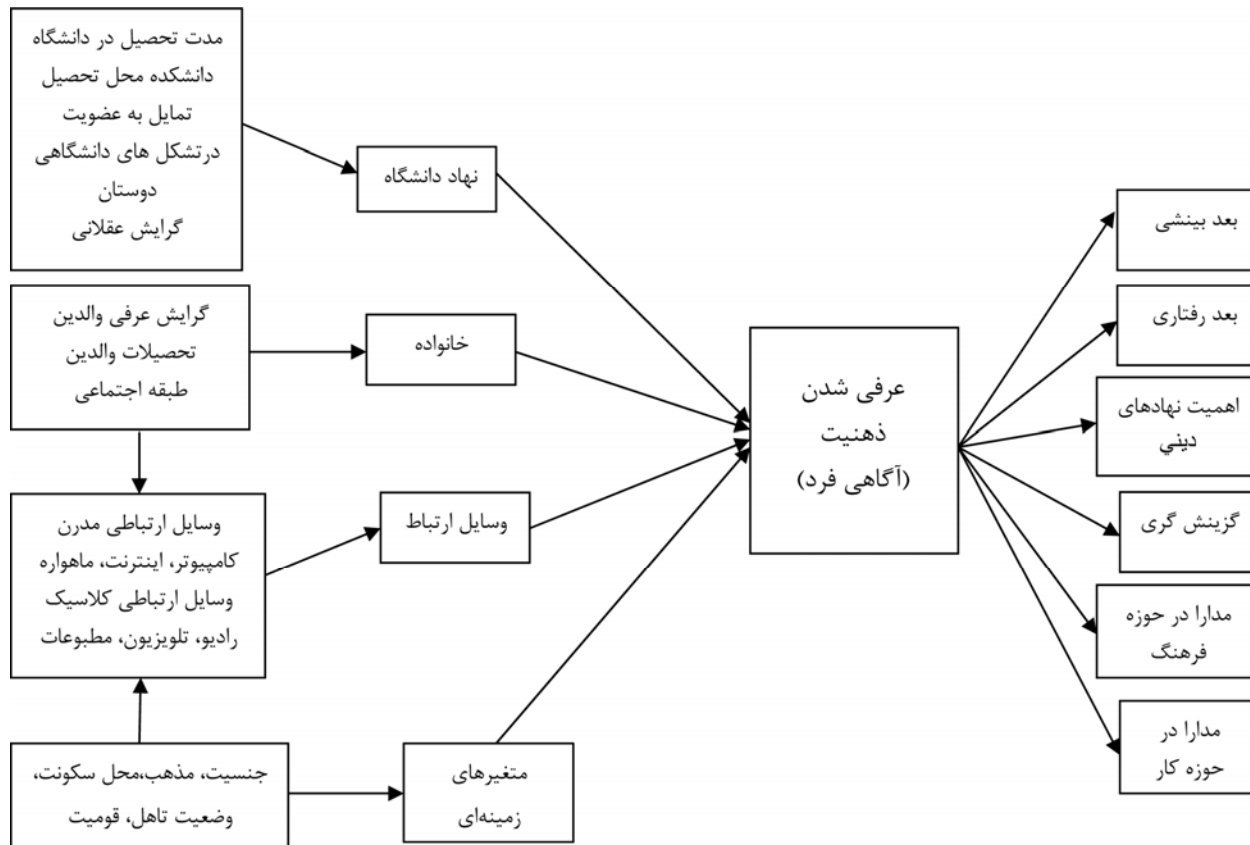 مدت تحصیل در دانشگاه
دانشکده محل تحصیل
تمایل به عضویت
درتشکل های دانشگاهی
دوستان
گرایش عقلانی
نهاد دانشگاه
گرایش عرفی والدین
تحصیلات والدین
طبقه اجتماعی
خانواده
وسایل ارتباطی مدرن
کامپیوتر، اینترنت، ماهواره
وسایل ارتباطی کلاسیک
رادیو، تلویزیون، مطبوعات
وسایل ارتباط
جنسیت، مذهب،محل سکونت،
وضعیت تاهل، قومیت
متغیرهای
زمینه‌ای
عرفی شدن
ذهنیت
(آگاهی فرد)
بعد بینشی
بعد رفتاری
اهمیت نهادهای
ديني
گزینش گری
مدارا در حوزه
فرهنگ
مدارا در
حوزه کار